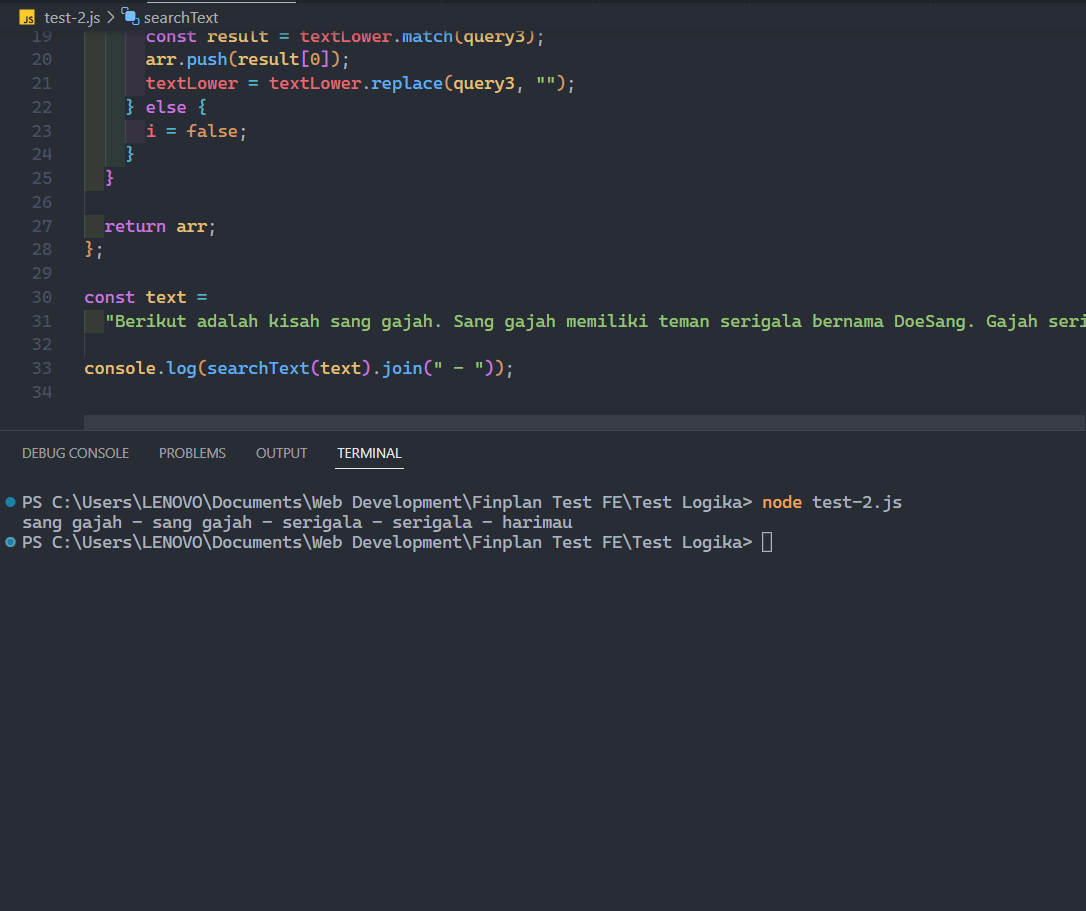 JS test-2.js > searchText
19 const result = textLower.match(query3);
20 arr.push(result[0]);
21 textLower = textLower.replace(query3, "");
22 } else {
23 i = false;
24 }
25 }
26
27 return arr;
28 };
29
30 const text =
31 "Berikut adalah kisah sang gajah. Sang gajah memiliki teman serigala bernama DoeSang. Gajah seri
32
33 console.log(searchText(text).join(" - "));
34
DEBUG CONSOLE PROBLEMS OUTPUT TERMINAL
PS C:\Users\LENOVO\Documents\Web Development\Finplan Test FE\Test Logika> node test-2.js
sang gajah - sang gajah - serigala - serigala - harimau
PS C:\Users\LENOVO\Documents\Web Development\Finplan Test FE\Test Logika>